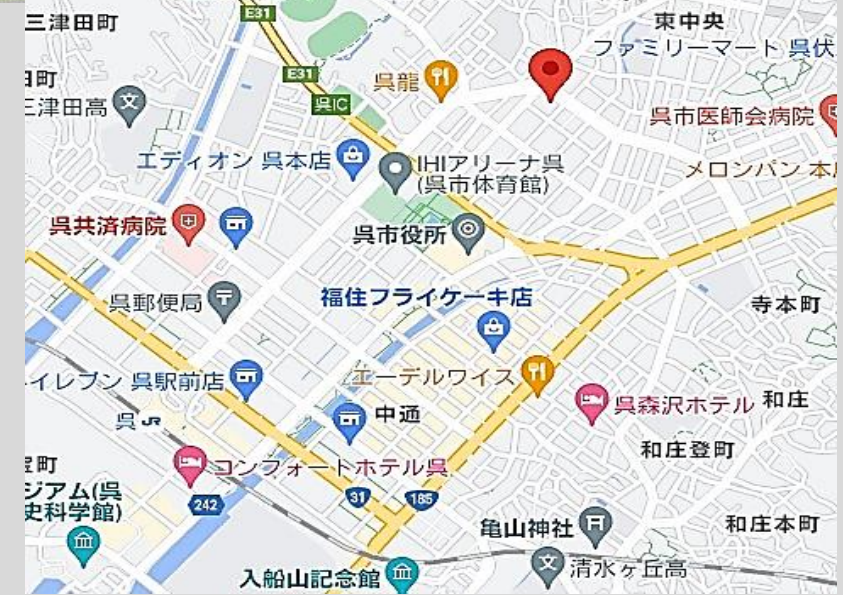 三津田町
E31
東中央
ファミリーマート 呉伏
E31
呉龍
呉IC
三津田高
呉市医師会病院
エディオン 呉本店
IHIアリーナ呉
(呉市体育館)
メロンパン 本
呉共済病院
呉市役所
呉郵便局
福住フライケーキ店
寺本町
イレブン 呉駅前店
エーデルワイス
呉森沢ホテル
和庄
呉
JR
中通
和庄登町
コンフォートホテル呉
宝町
ジアム(呉
史科学館)
242
31
185
亀山神社
和庄本町
清水ヶ丘高
入船山記念館